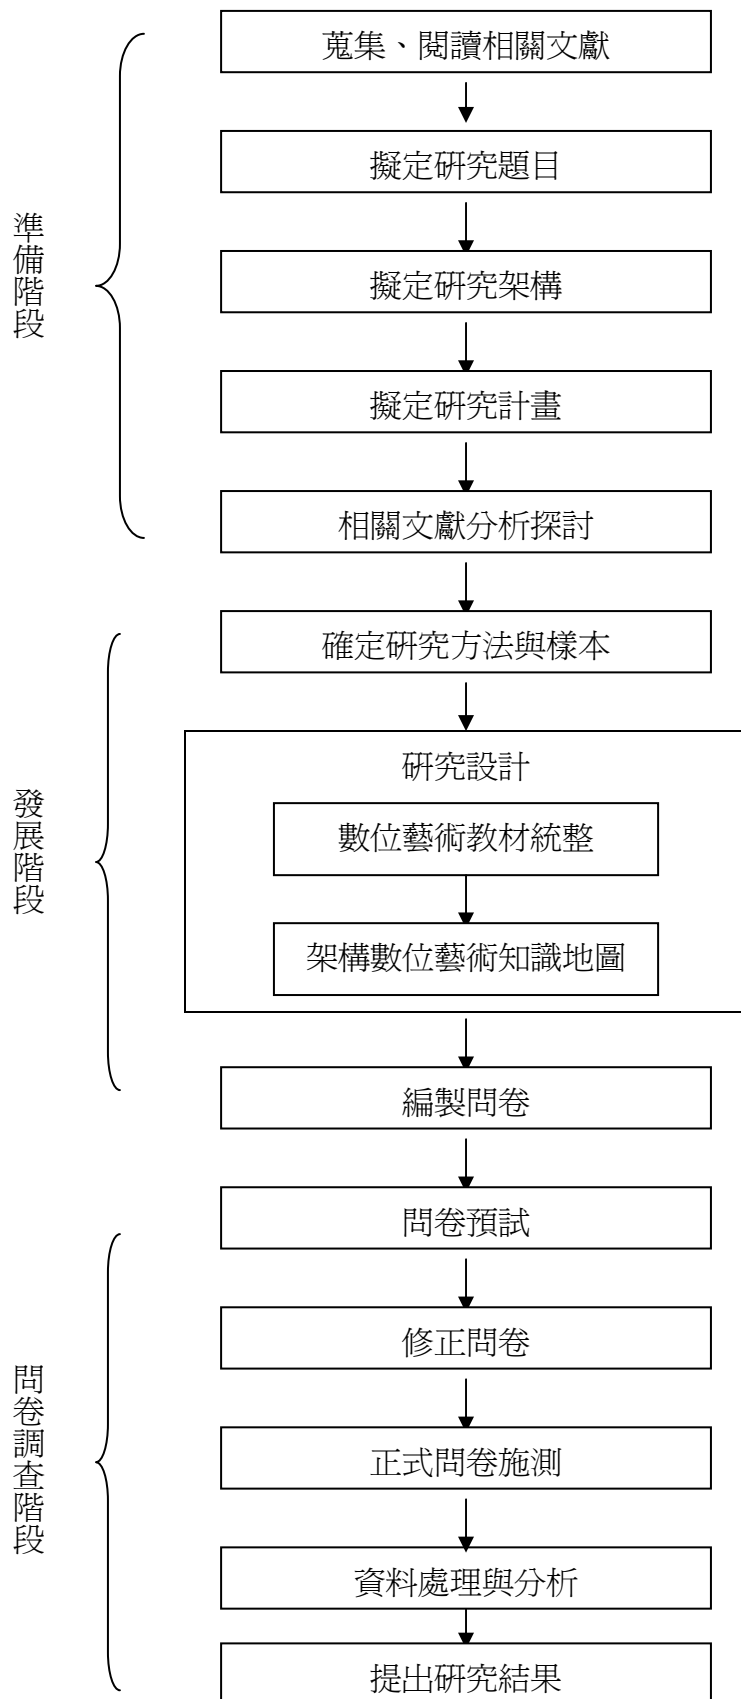 準備階段
蒐集、閱讀相關文獻
擬定研究題目
擬定研究架構
擬定研究計畫
相關文獻分析探討
發展階段
確定研究方法與樣本
研究設計
數位藝術教材統整
架構數位藝術知識地圖
編製問卷
問卷調查階段
問卷預試
修正問卷
正式問卷施測
資料處理與分析
提出研究結果